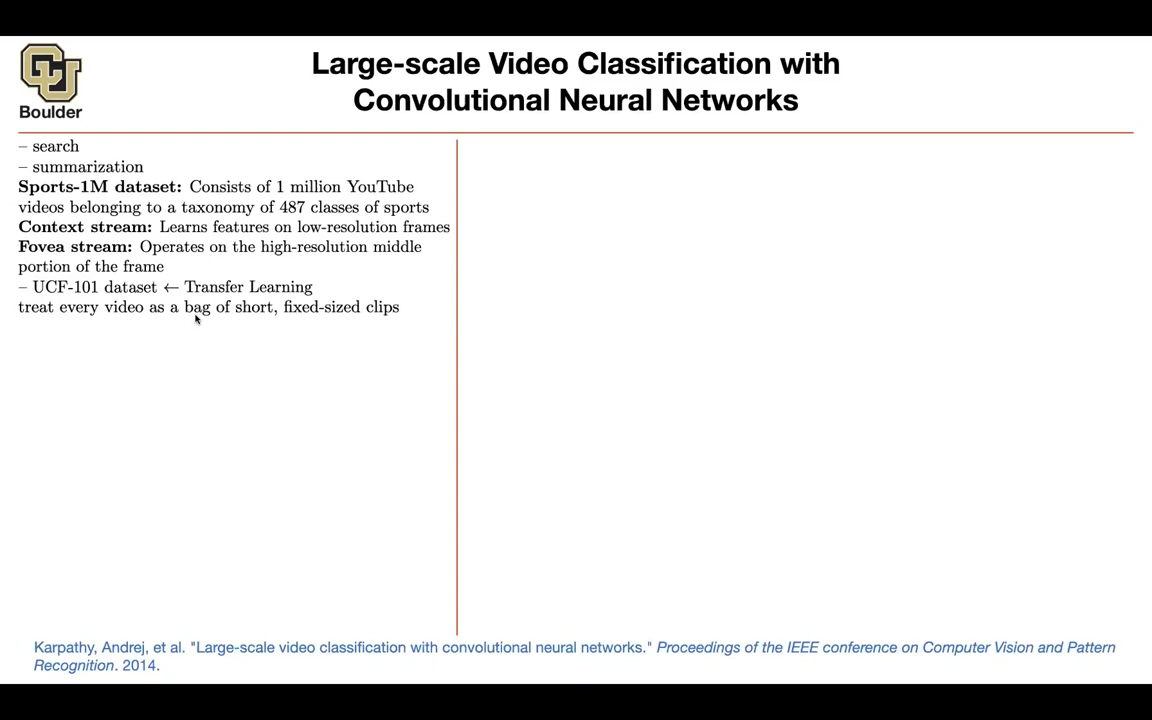 Large-scale Video Classification with
Convolutional Neural Networks
Boulder
– search
– summarization
Sports-1M dataset: Consists of 1 million YouTube
videos belonging to a taxonomy of 487 classes of sports
Context stream: Learns features on low-resolution frames
Fovea stream: Operates on the high-resolution middle
portion of the frame
– UCF-101 dataset ← Transfer Learning
treat every video as a bag of short, fixed-sized clips
Karpathy, Andrej, et al. "Large-scale video classification with convolutional neural networks." Proceedings of the IEEE conference on Computer Vision and Pattern
Recognition. 2014.